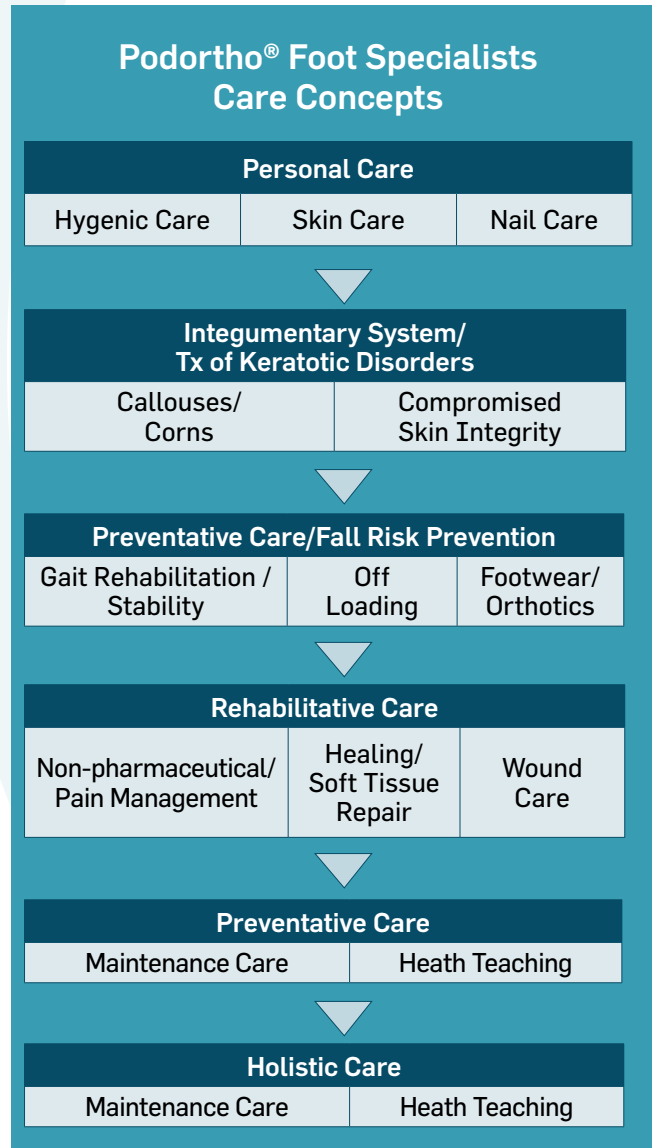 Podortho® Foot Specialists
Care Concepts
Personal Care
Hygenic Care
Skin Care
Nail Care
Integumentary System/
Tx of Keratotic Disorders
Callouses/
Corns
Compromised
Skin Integrity
Preventative Care/Fall Risk Prevention
Gait Rehabilitation /
Stability
Off
Loading
Footwear/
Orthotics
Rehabilitative Care
Non-pharmaceutical/
Pain Management
Healing/
Soft Tissue
Repair
Wound
Care
Preventative Care
Maintenance Care
Heath Teaching
Holistic Care
Maintenance Care
Heath Teaching